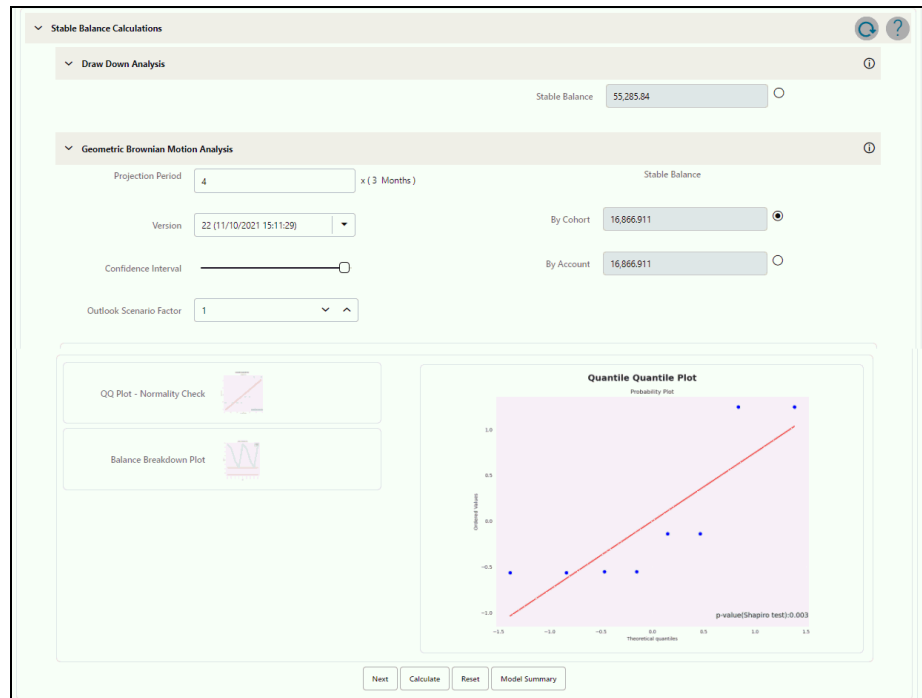 Stable Balance Calculations
?
Draw Down Analysis
Stable Balance 55,285.84
Geometric Brownian Motion Analysis
Projection Period 4 x ( 3 Months )
Stable Balance
Version 22 (11/10/2021 15:11:29)
By Cohort 16,866.911
Confidence Interval
By Account 16,866.911
Outlook Scenario Factor 1
QQ Plot - Normality Check
Balance Breakdown Plot
Quantile Quantile Plot
Probability Plot
Ordered Values
1.0
0.5
0.0
−0.5
−1.0
p-value(Shapiro test):0.003
−1.5 −1.0 −0.5 0.0 0.5 1.0 1.5
Theoretical quantiles
Next Calculate Reset Model Summary